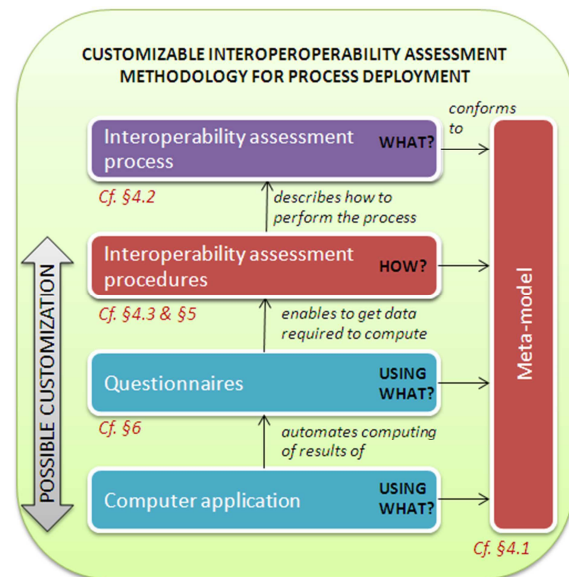 CUSTOMIZABLE INTEROPEROPERABILITY ASSESSMENT
METHODOLOGY FOR PROCESS DEPLOYMENT
conforms
to
Interoperability assessment
process
WHAT?
Cf. §4.2
describes how to
perform the process
Interoperability assessment
procedures
HOW?
Cf. §4.3 & §5
enables to get data
required to compute
Questionnaires
USING
WHAT?
Cf. §6
automates computing
of results of
Computer application
USING
WHAT?
Meta-model
Cf. §4.1
POSSIBLE CUSTOMIZATION